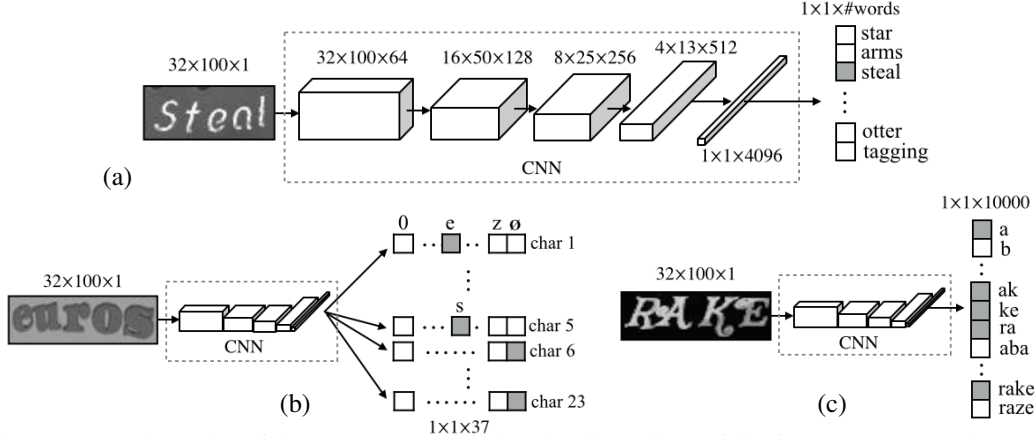 1×1×#words
star
arms
steal
otter
tagging
32×100×1
32×100×64
16×50×128
8×25×256
4×13×512
1×1×4096
Steal
CNN
(a)
32×100×1
euros
CNN
0 e z ø
char 1
s
char 5
char 6
char 23
1×1×37
(b)
32×100×1
RAKE
CNN
1×1×10000
a
b
ak
ke
ra
aba
rake
raze
(c)